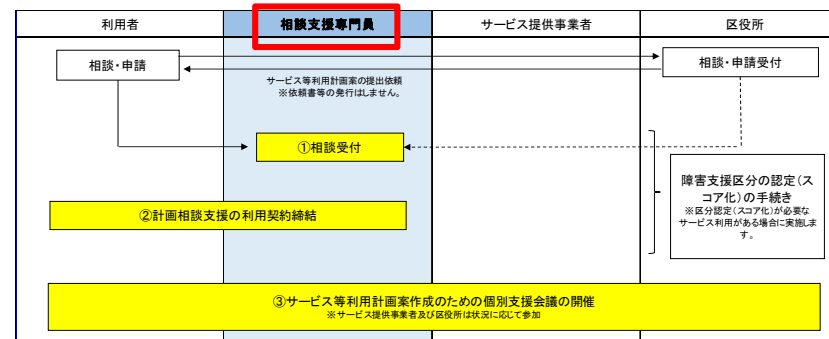 利用者
相談支援専門員
サービス提供事業者
区役所
相談・申請
相談・申請受付
サービス等利用計画案の提出依頼
※依頼書等の発行はしません。
①相談受付
障害支援区分の認定(ス
コア化)の手続き
※区分認定(スコア化)が必要な
サービス利用がある場合に実施しま
す。
②計画相談支援の利用契約締結
③サービス等利用計画案作成のための個別支援会議の開催
※サービス提供事業者及び区役所は状況に応じて参加